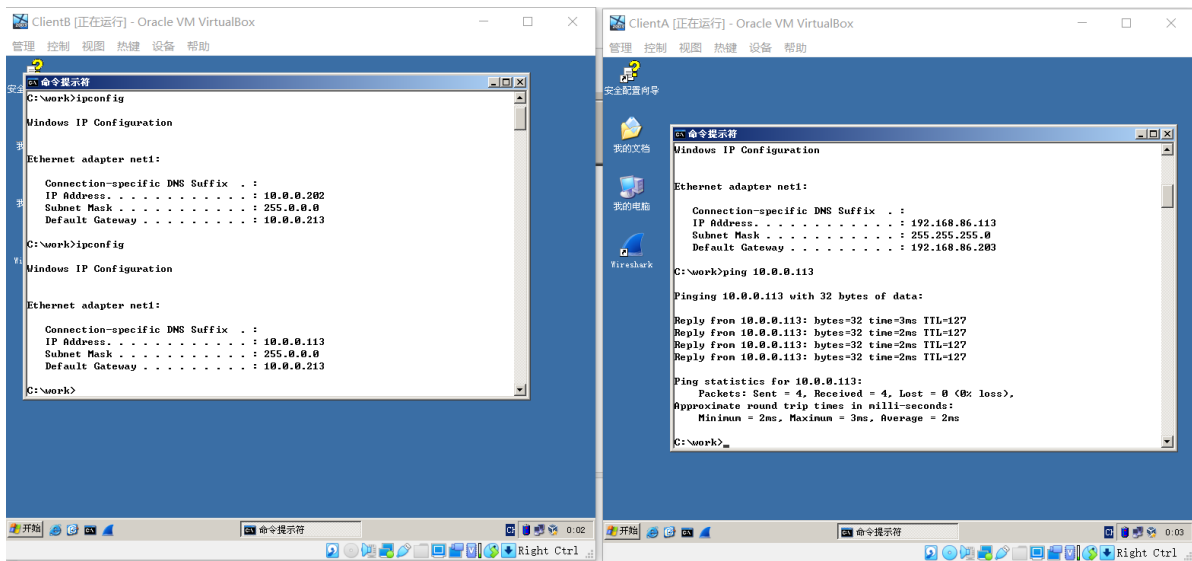 ClientB [正在运行] - Oracle VM VirtualBox
管理 控制 视图 热键 设备 帮助
安全
命令提示符
C:\work>ipconfig
Windows IP Configuration
我
Ethernet adapter net1:
Connection-specific DNS Suffix . :
IP Address. . . . . . . . . . . . : 10.0.0.202
我
Subnet Mask . . . . . . . . . . . : 255.0.0.0
Default Gateway . . . . . . . . . : 10.0.0.213
C:\work>ipconfig
Wi
Windows IP Configuration
Ethernet adapter net1:
Connection-specific DNS Suffix . :
IP Address. . . . . . . . . . . . : 10.0.0.113
Subnet Mask . . . . . . . . . . . : 255.0.0.0
Default Gateway . . . . . . . . . : 10.0.0.213
C:\work>
开始
命令提示符
CH
0:02
Right Ctrl
ClientA [正在运行] - Oracle VM VirtualBox
管理 控制 视图 热键 设备 帮助
安全配置向导
我的文档
我的电脑
Wireshark
命令提示符
Windows IP Configuration
Ethernet adapter net1:
Connection-specific DNS Suffix . :
IP Address. . . . . . . . . . . . : 192.168.86.113
Subnet Mask . . . . . . . . . . . : 255.255.255.0
Default Gateway . . . . . . . . . : 192.168.86.203
C:\work>ping 10.0.0.113
Pinging 10.0.0.113 with 32 bytes of data:
Reply from 10.0.0.113: bytes=32 time=3ms TTL=127
Reply from 10.0.0.113: bytes=32 time=2ms TTL=127
Reply from 10.0.0.113: bytes=32 time=2ms TTL=127
Reply from 10.0.0.113: bytes=32 time=2ms TTL=127
Ping statistics for 10.0.0.113:
Packets: Sent = 4, Received = 4, Lost = 0 (0% loss),
Approximate round trip times in milli-seconds:
Minimum = 2ms, Maximum = 3ms, Average = 2ms
C:\work>_
开始
命令提示符
CH
0:03
Right Ctrl